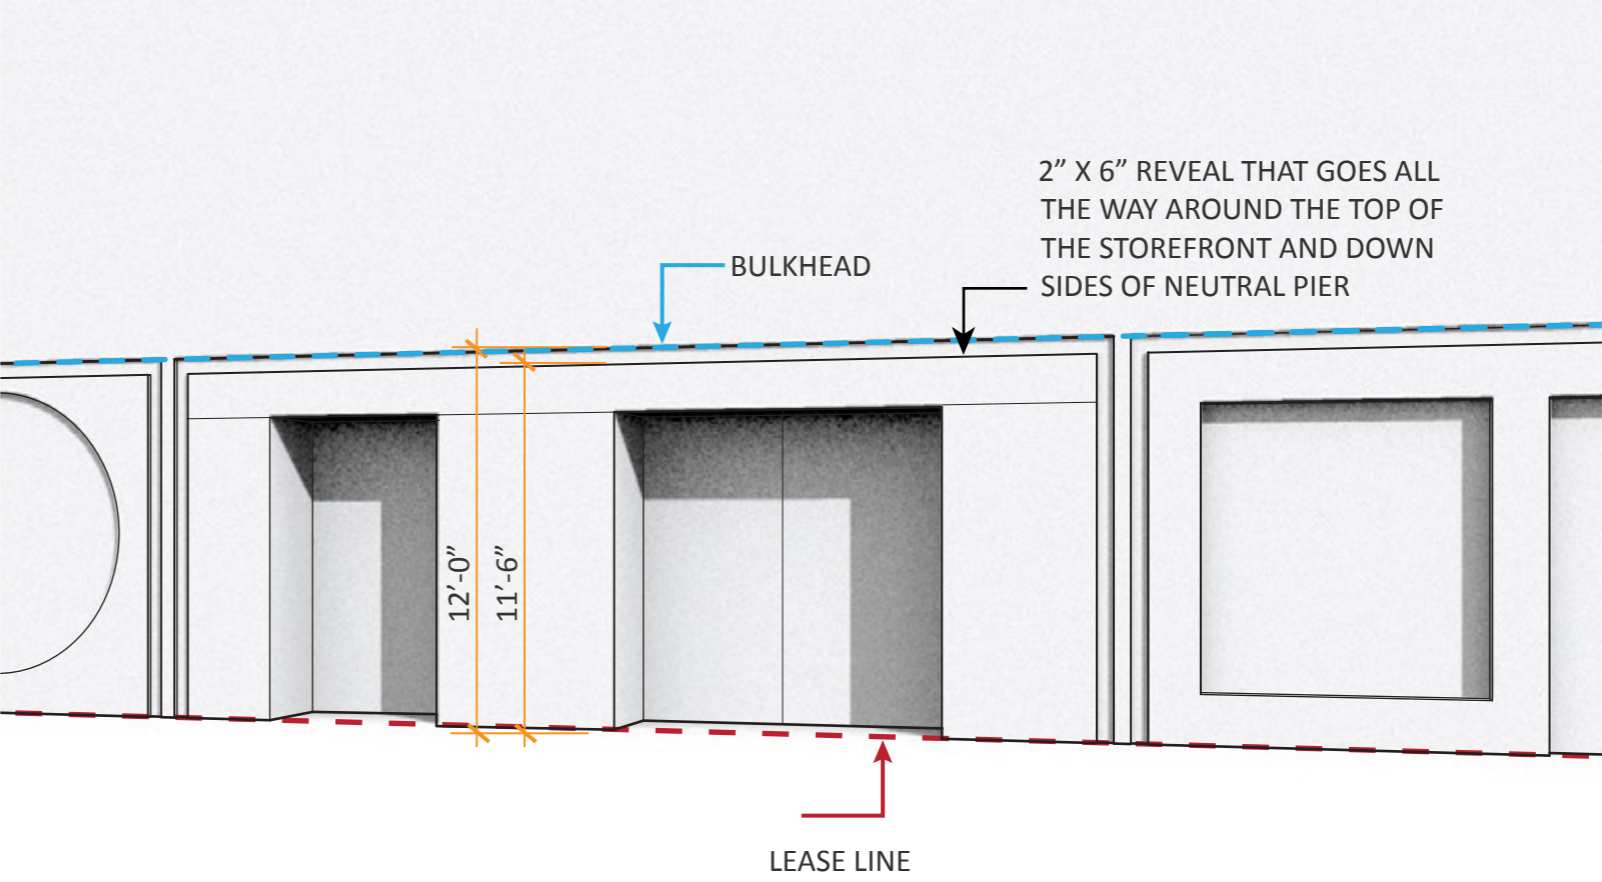 2” X 6” REVEAL THAT GOES ALL
THE WAY AROUND THE TOP OF
THE STOREFRONT AND DOWN
SIDES OF NEUTRAL PIER
BULKHEAD
12’-0”
11’-6”
LEASE LINE